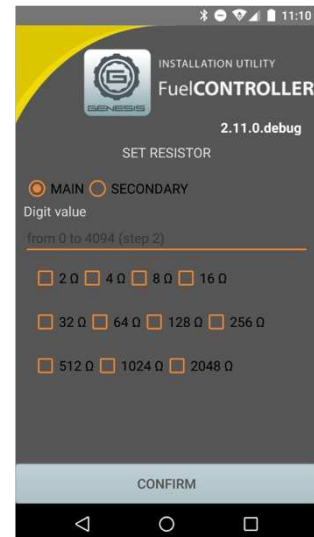 11:10
INSTALLATION UTILITY
FuelCONTROLLER
GENESIS
2.11.0.debug
SET RESISTOR
MAIN SECONDARY
Digit value
from 0 to 4094 (step 2)
2 Ω 4 Ω 8 Ω 16 Ω
32 Ω 64 Ω 128 Ω 256 Ω
512 Ω 1024 Ω 2048 Ω
CONFIRM